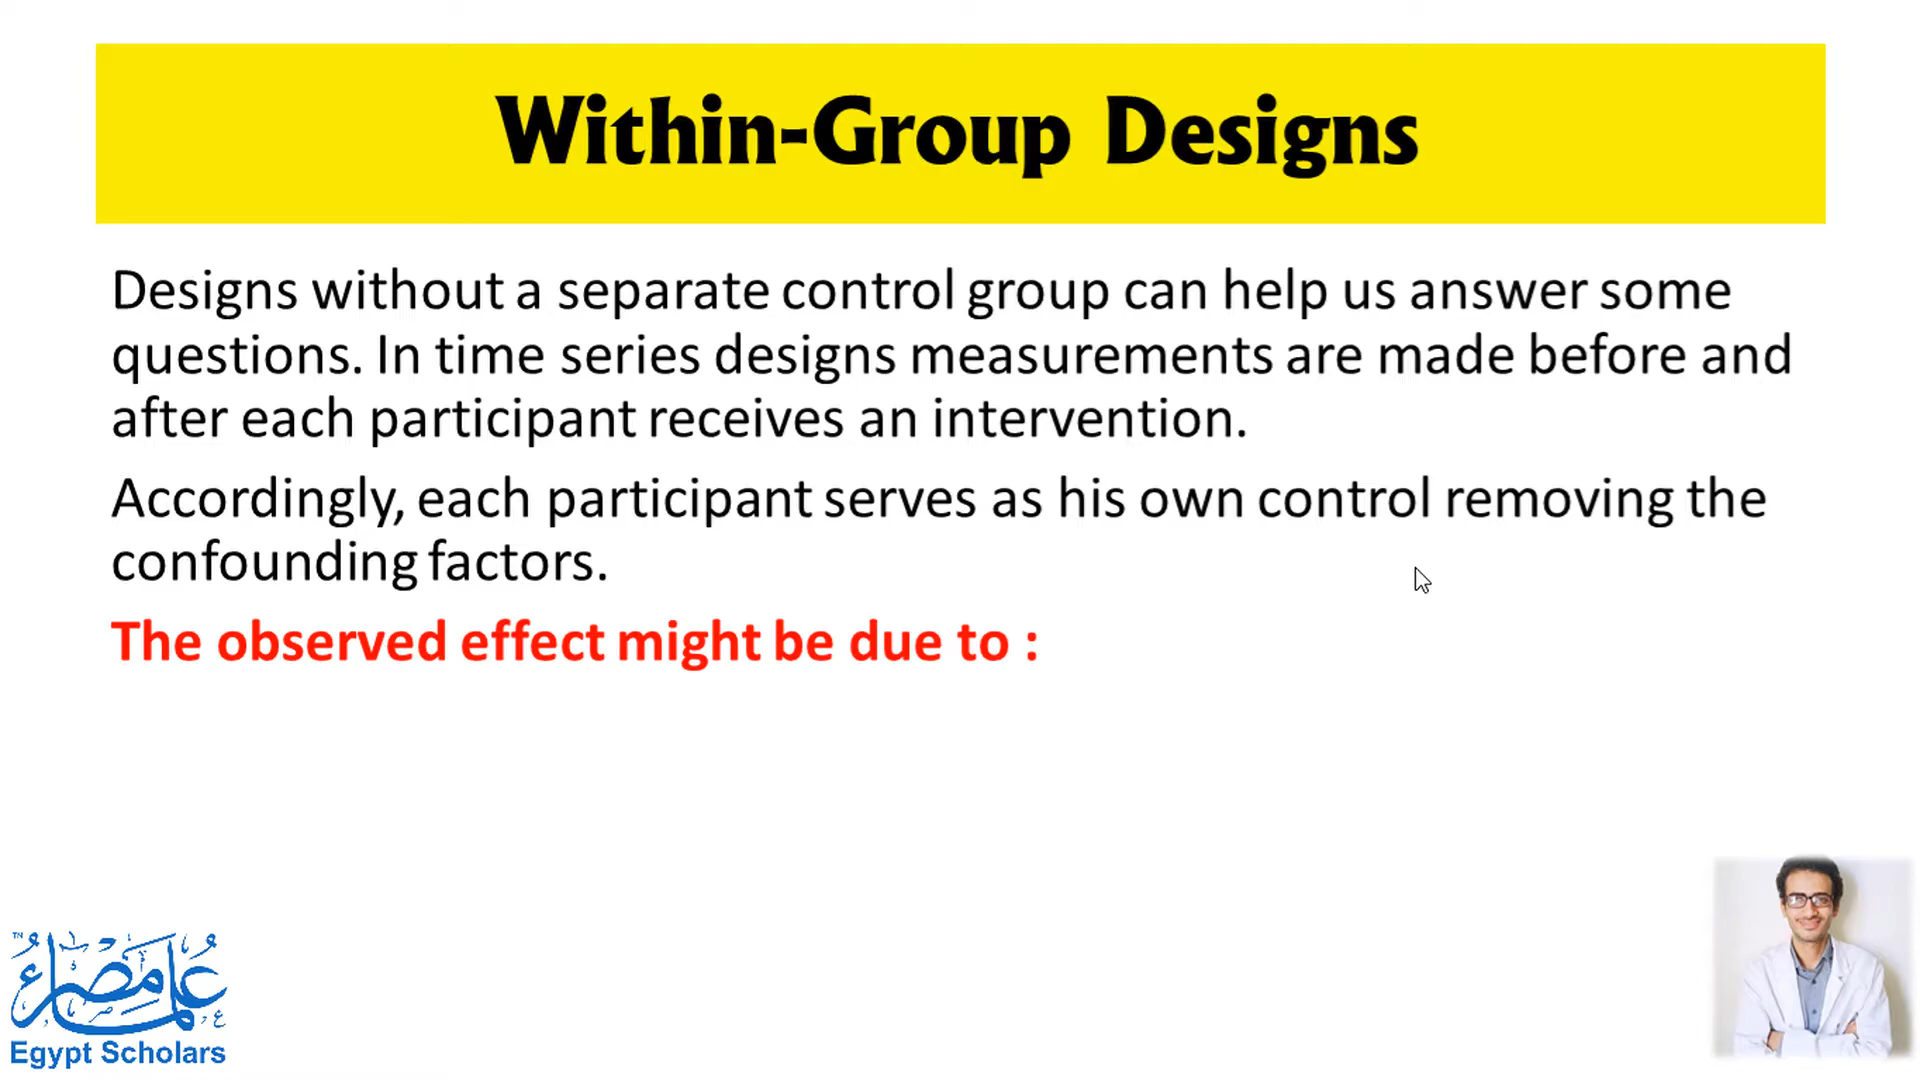 Within-Group Designs
Designs without a separate control group can help us answer some
questions. In time series designs measurements are made before and
after each participant receives an intervention.
Accordingly, each participant serves as his own control removing the
confounding factors.
The observed effect might be due to :
TM
علماء مصر
Egypt Scholars